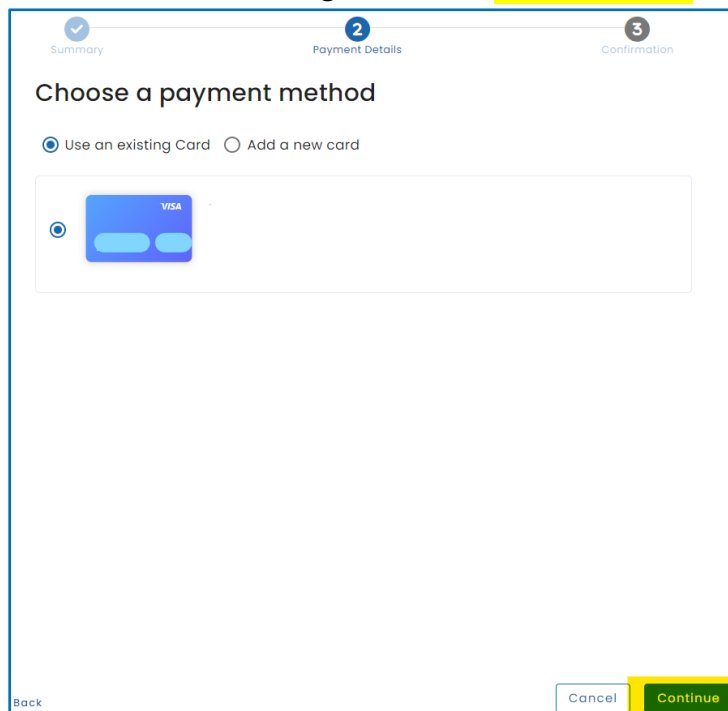 2 3
Summary Payment Details Confirmation
Choose a payment method
Use an existing Card Add a new card
VISA
Back Cancel Continue